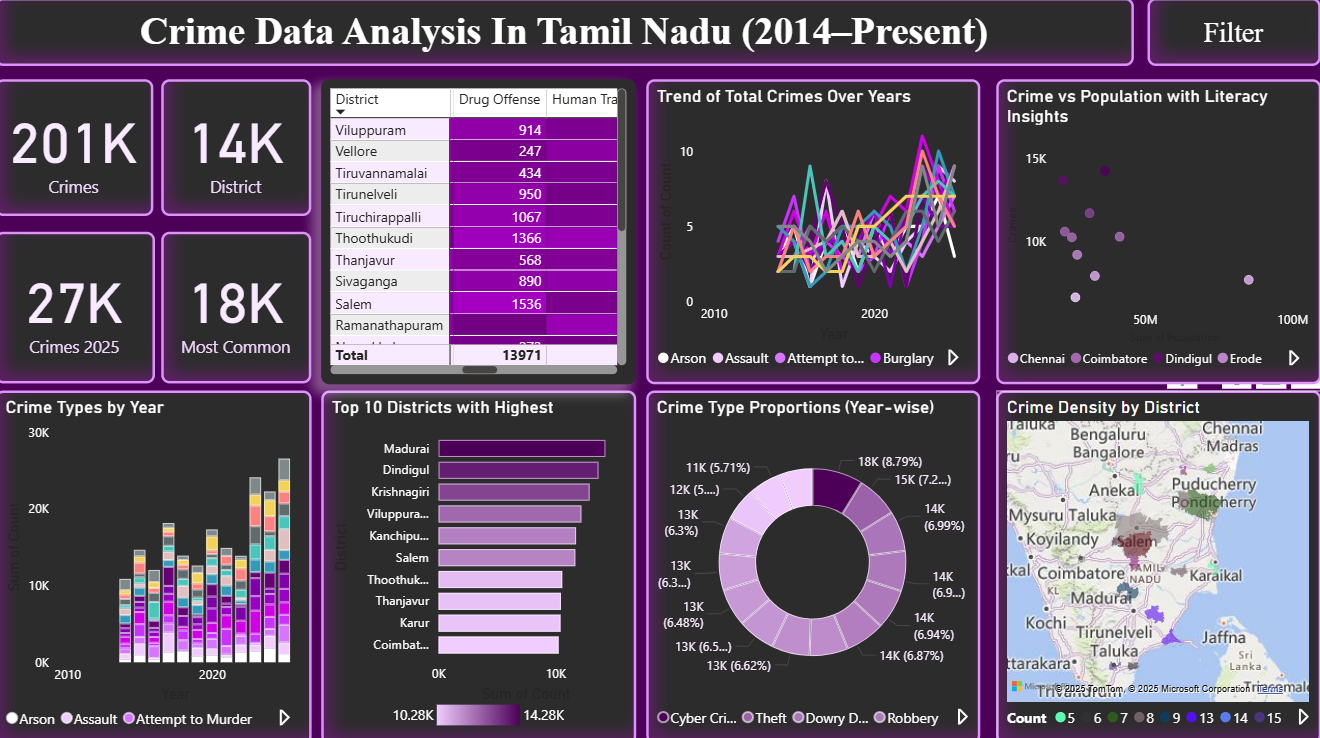 Crime Data Analysis In Tamil Nadu (2014–Present)
Filter
201K
Crimes
14K
District
27K
Crimes 2025
18K
Most Common
District Drug Offense Human Tra
Viluppuram 914
Vellore 247
Tiruvannamalai 434
Tirunelveli 950
Tiruchirappalli 1067
Thoothukudi 1366
Thanjavur 568
Sivaganga 890
Salem 1536
Ramanathapuram
Total 13971
Trend of Total Crimes Over Years
Count of Count
10
5
0
2010 2020
Year
Arson Assault Attempt to... Burglary
Crime vs Population with Literacy
Insights
Crimes
15K
10K
50M 100M
Sum of Population
Chennai Coimbatore Dindigul Erode
Crime Types by Year
Sum of Count
30K
20K
10K
0K
2010 2020
Year
Arson Assault Attempt to Murder
Top 10 Districts with Highest
District
Madurai
Dindigul
Krishnagiri
Viluppura...
Kanchipu...
Salem
Thoothuk...
Thanjavur
Karur
Coimbat...
0K 10K
Sum of Count
10.28K 14.28K
Crime Type Proportions (Year-wise)
18K (8.79%)
15K (7.2...)
14K
(6.99%)
14K
(6.9...)
14K
(6.94%)
14K (6.87%)
13K (6.62%)
13K (6.5...)
13K
(6.48%)
13K
(6.3...)
13K
(6.3%)
12K (5....)
11K (5.71%)
Cyber Cri... Theft Dowry D... Robbery
Crime Density by District
Taluka
Chennai
Madras
Bengaluru
Bangalore
Anekal
Puducherry
Pondicherry
Mysuru Taluka
Koyilandy
Salem
Coimbatore
TAMIL
NADU
Karaikal
KL
Madurai
Kochi
Tirunelveli
Taluka
Jaffna
ttarakara
Sri
Lanka
Microsoft
© 2025 TomTom, © 2025 Microsoft Corporation Terms
Count 5 6 7 8 9 13 14 15